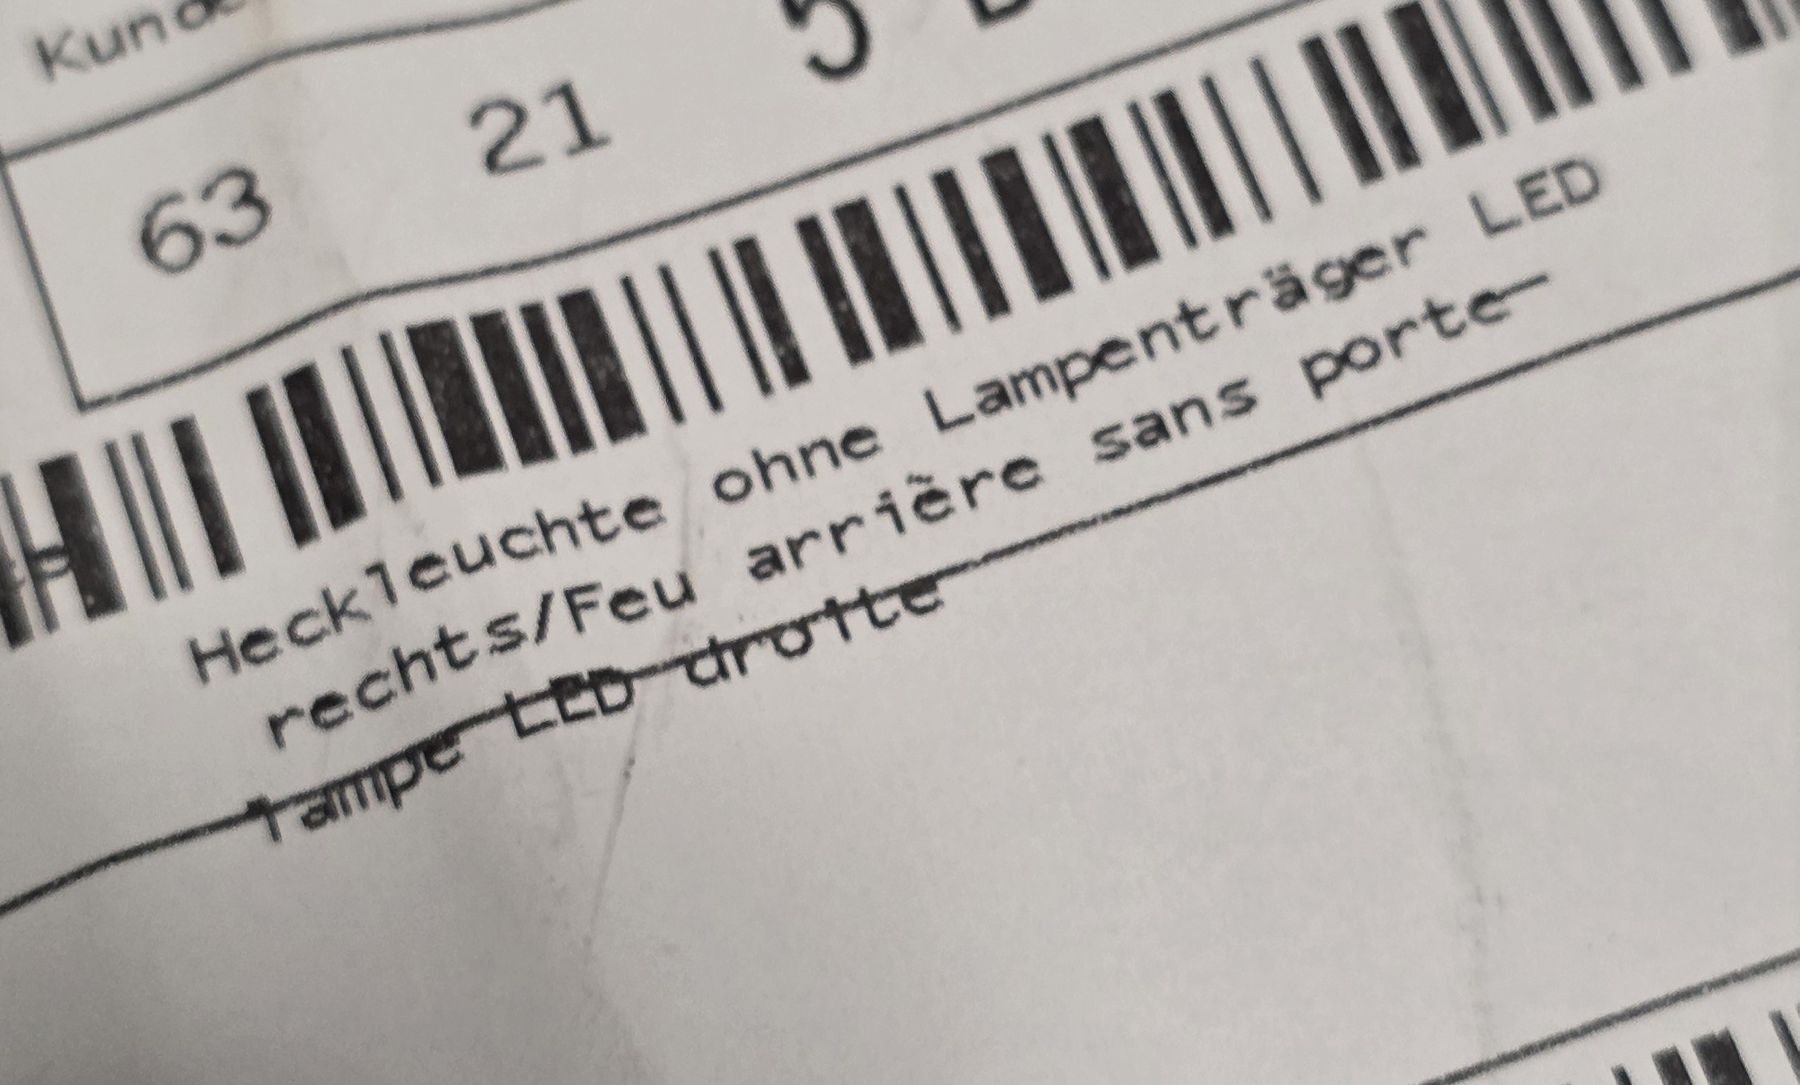 63 21 5
Heckleuchte ohne Lampenträger LED
rechts/Feu arrière sans porte-
lampe LED droite